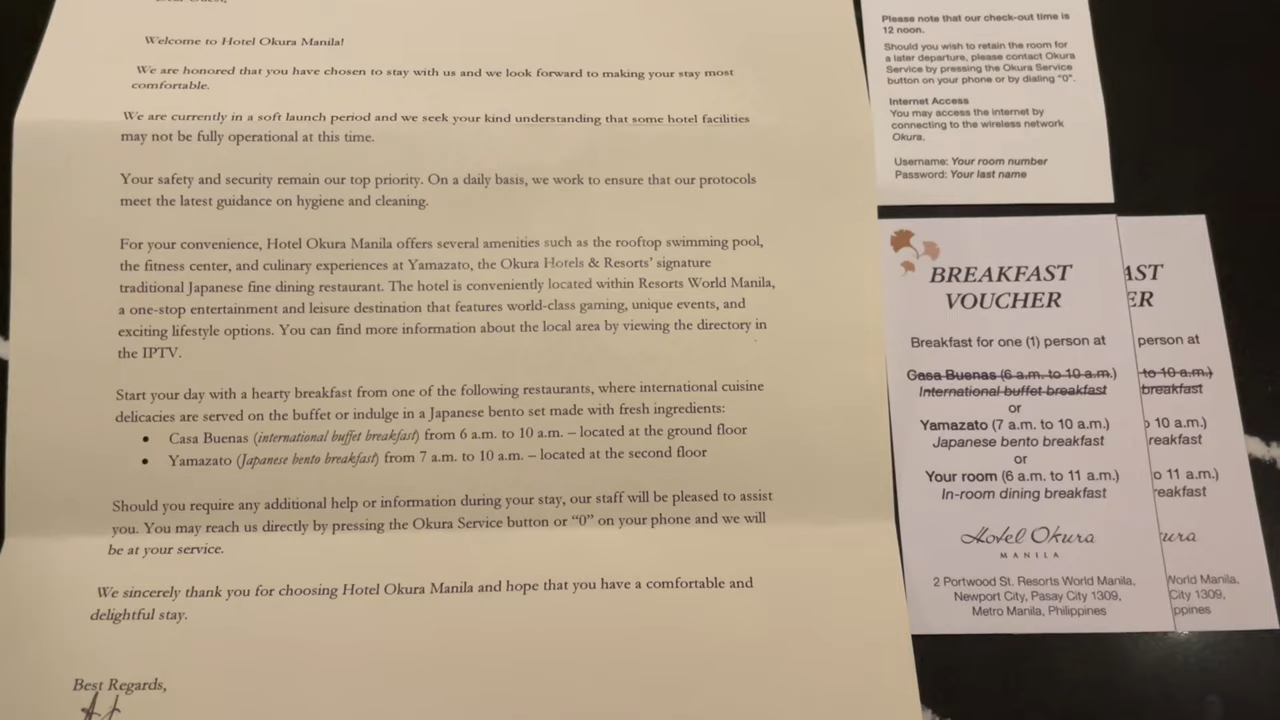 Welcome to Hotel Okura Manila!
We are honored that you have chosen to stay with us and we look forward to making your stay most
comfortable.
We are currently in a soft launch period and we seek your kind understanding that some hotel facilities
may not be fully operational at this time.
Your safety and security remain our top priority. On a daily basis, we work to ensure that our protocols
meet the latest guidance on hygiene and cleaning.
For your convenience, Hotel Okura Manila offers several amenities such as the rooftop swimming pool,
the fitness center, and culinary experiences at Yamazato, the Okura Hotels & Resorts' signature
traditional Japanese fine dining restaurant. The hotel is conveniently located within Resorts World Manila,
a one-stop entertainment and leisure destination that features world-class gaming, unique events, and
exciting lifestyle options. You can find more information about the local area by viewing the directory in
the IPTV.
Start your day with a hearty breakfast from one of the following restaurants, where international cuisine
delicacies are served on the buffet or indulge in a Japanese bento set made with fresh ingredients:
• Casa Buenas (international buffet breakfast) from 6 a.m. to 10 a.m. – located at the ground floor
• Yamazato (Japanese bento breakfast) from 7 a.m. to 10 a.m. – located at the second floor
Should you require any additional help or information during your stay, our staff will be pleased to assist
you. You may reach us directly by pressing the Okura Service button or "0" on your phone and we will
be at your service.
We sincerely thank you for choosing Hotel Okura Manila and hope that you have a comfortable and
delightful stay.
Best Regards,
Please note that our check-out time is
12 noon.
Should you wish to retain the room for
a later departure, please contact Okura
Service by pressing the Okura Service
button on your phone or by dialing "0".
Internet Access
You may access the internet by
connecting to the wireless network
Okura.
Username: Your room number
Password: Your last name
BREAKFAST
VOUCHER
Breakfast for one (1) person at
Casa Buenas (6 a.m. to 10 a.m.)
International buffet breakfast
or
Yamazato (7 a.m. to 10 a.m.)
Japanese bento breakfast
or
Your room (6 a.m. to 11 a.m.)
In-room dining breakfast
Hotel Okura
MANILA
2 Portwood St. Resorts World Manila,
Newport City, Pasay City 1309,
Metro Manila, Philippines
AST
ER
person at
to 10 a.m.)
breakfast
10 a.m.)
reakfast
o 11 a.m.)
reakfast
ura
World Manila,
City 1309,
ppines